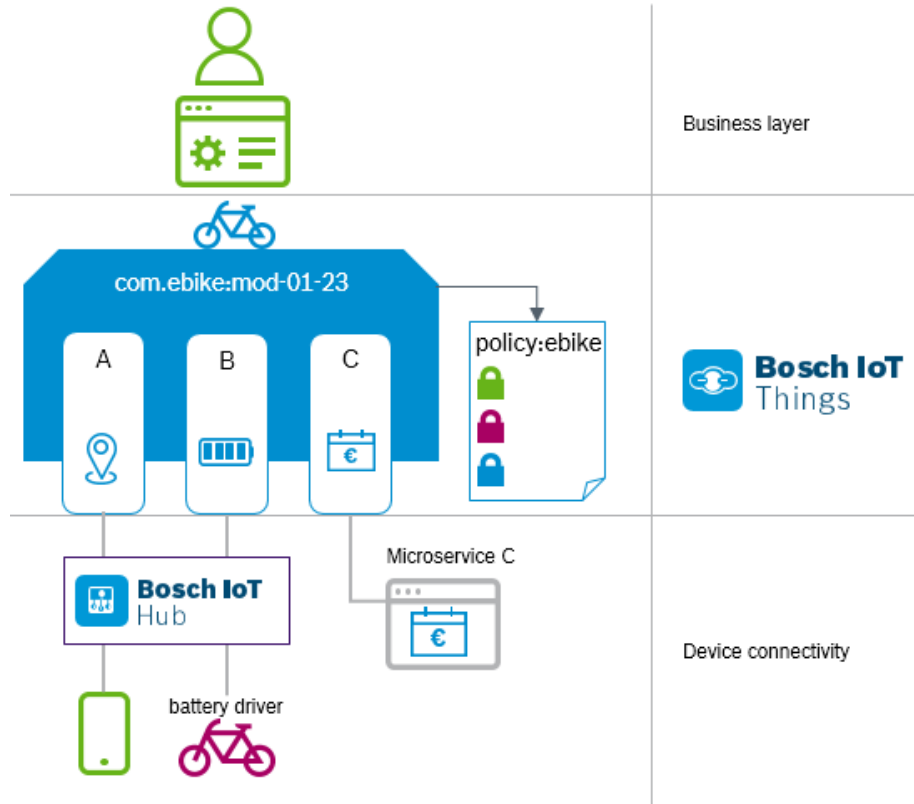 Business layer
com.ebike:mod-01-23
A
B
C
€
policy:ebike
Bosch IoT
Things
Microservice C
€
Bosch IoT
Hub
Device connectivity
battery driver